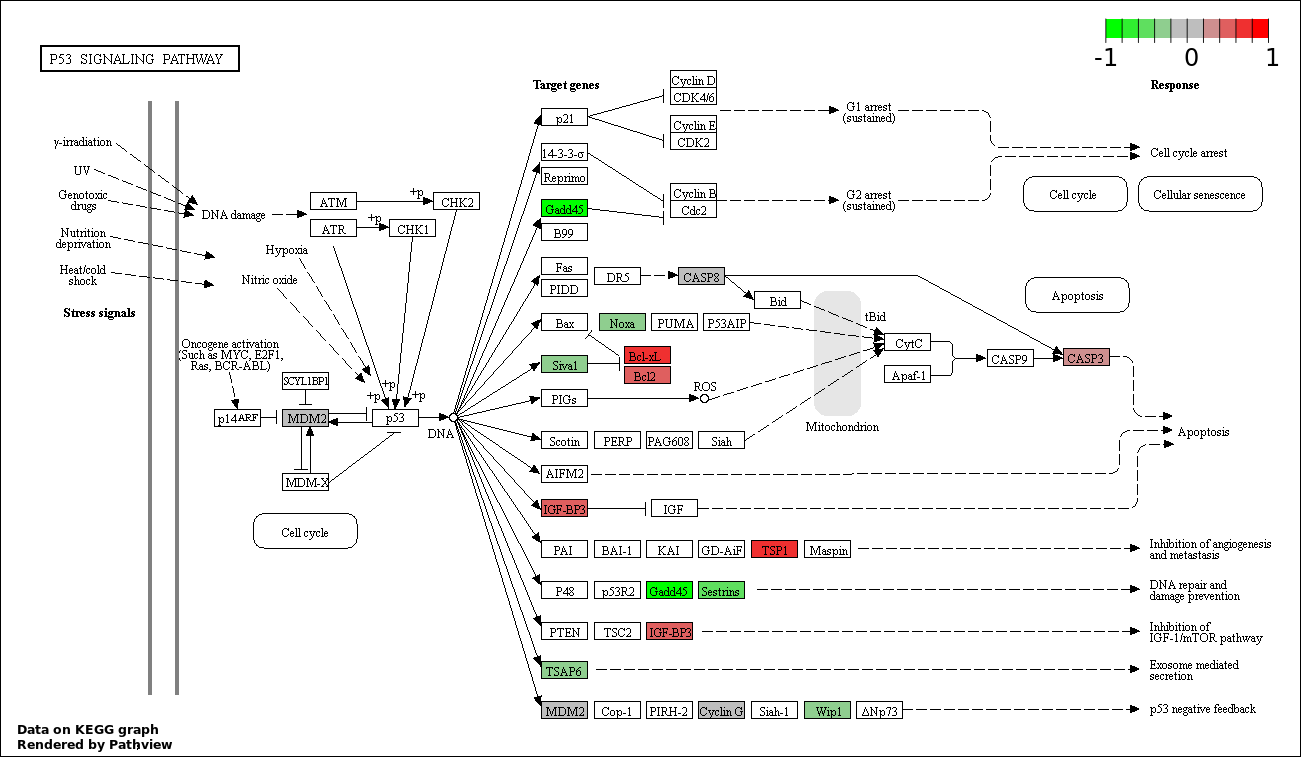 P53 SIGNALING PATHWAY
-1 0 1
Target genes
Response
p21
Cyclin D
CDK4/6
Cyclin E
CDK2
G1 arrest
(sustained)
Cell cycle arrest
14-3-3-σ
Reprimo
Cyclin B
Cdc2
G2 arrest
(sustained)
Cell cycle
Cellular senescence
Gadd45
B99
γ-irradiation
UV
Genotoxic
drugs
Nutrition
deprivation
Heat/cold
shock
Stress signals
DNA damage
ATM
+p
CHK2
ATR
+p
CHK1
Hypoxia
Nitric oxide
Fas
PIDD
DR5
CASP8
Bid
tBid
Apoptosis
Bax
Noxa
PUMA
P53AIP
CytC
CASP9
CASP3
Apaf-1
Siva1
Bcl-xL
Bcl2
PIGs
ROS
Mitochondrion
Oncogene activation
(Such as MYC, E2F1,
Ras, BCR-ABL)
SCYL1BP1
+p
+p
+p
p14ARF
MDM2
p53
DNA
MDM-X
Cell cycle
Scotin
PERP
PAG608
Siah
Apoptosis
AIFM2
IGF-BP3
IGF
PAI
BAI-1
KAI
GD-AiF
TSP1
Maspin
Inhibition of angiogenesis
and metastasis
P48
p53R2
Gadd45
Sestrins
DNA repair and
damage prevention
PTEN
TSC2
IGF-BP3
Inhibition of
IGF-1/mTOR pathway
TSAP6
Exosome mediated
secretion
MDM2
Cop-1
PIRH-2
Cyclin G
Siah-1
Wip1
ΔNp73
p53 negative feedback
Data on KEGG graph
Rendered by Pathview